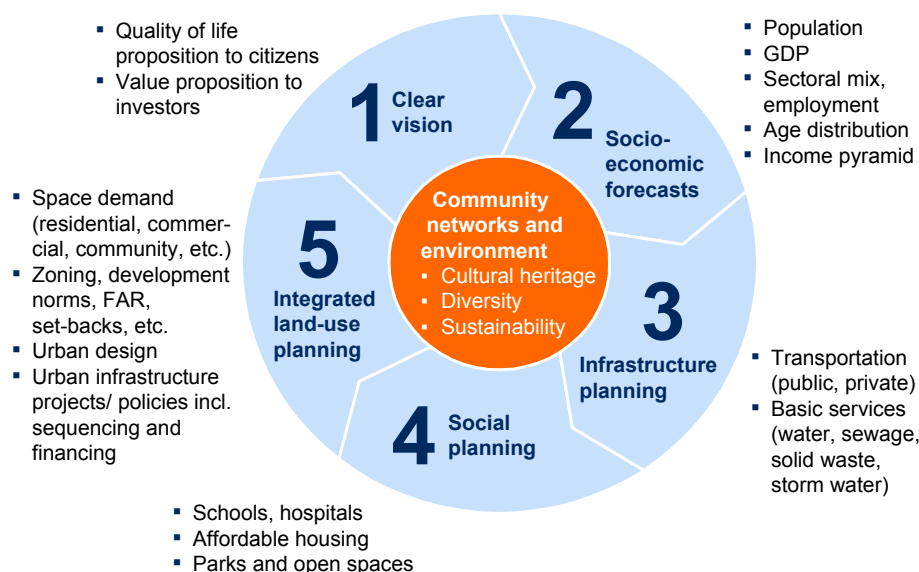 ▪ Quality of life
proposition to citizens
▪ Value proposition to
investors
1 Clear
vision
2
Socio-
economic
forecasts
▪ Population
▪ GDP
▪ Sectoral mix,
employment
▪ Age distribution
▪ Income pyramid
Community
networks and
environment
▪ Cultural heritage
▪ Diversity
▪ Sustainability
3
Infrastructure
planning
▪ Transportation
(public, private)
▪ Basic services
(water, sewage,
solid waste,
storm water)
4 Social
planning
▪ Schools, hospitals
▪ Affordable housing
▪ Parks and open spaces
5
Integrated
land-use
planning
▪ Space demand
(residential, commer-
cial, community, etc.)
▪ Zoning, development
norms, FAR,
set-backs, etc.
▪ Urban design
▪ Urban infrastructure
projects/ policies incl.
sequencing and
financing